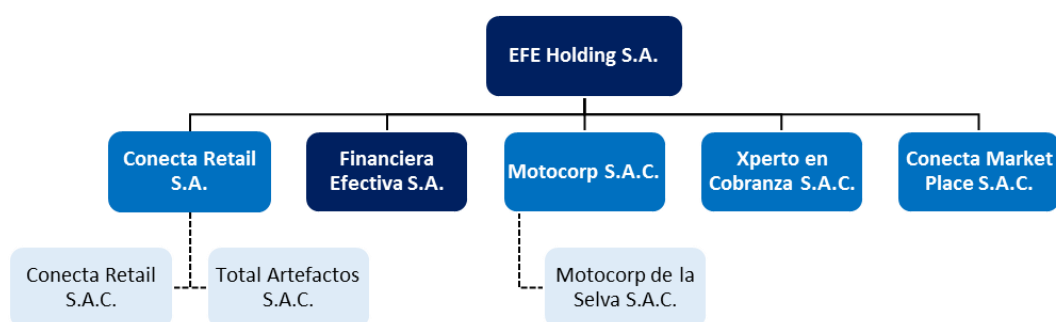 EFE Holding S.A.
Conecta Retail
S.A.
Financiera
Efectiva S.A.
Motocorp S.A.C.
Xperto en
Cobranza S.A.C.
Conecta Market
Place S.A.C.
Conecta Retail
S.A.C.
Total Artefactos
S.A.C.
Motocorp de la
Selva S.A.C.